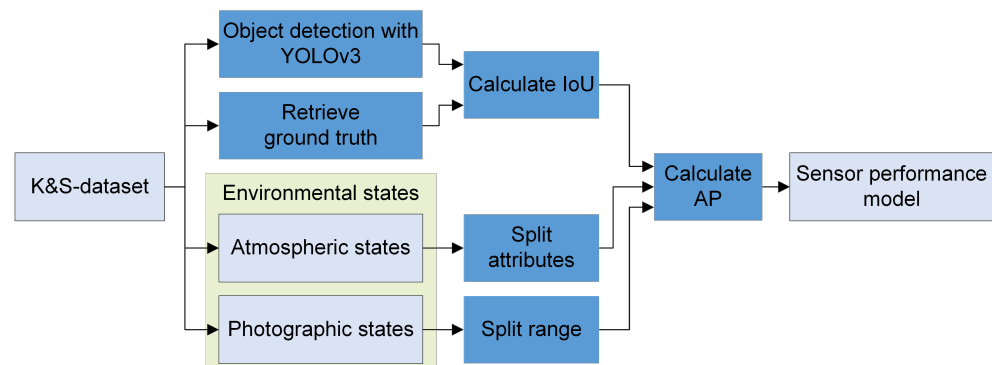 Object detection with
YOLOv3
Calculate IoU
Retrieve
ground truth
K&S-dataset
Environmental states
Calculate
AP
Sensor performance
model
Atmospheric states
Split
attributes
Photographic states
Split range